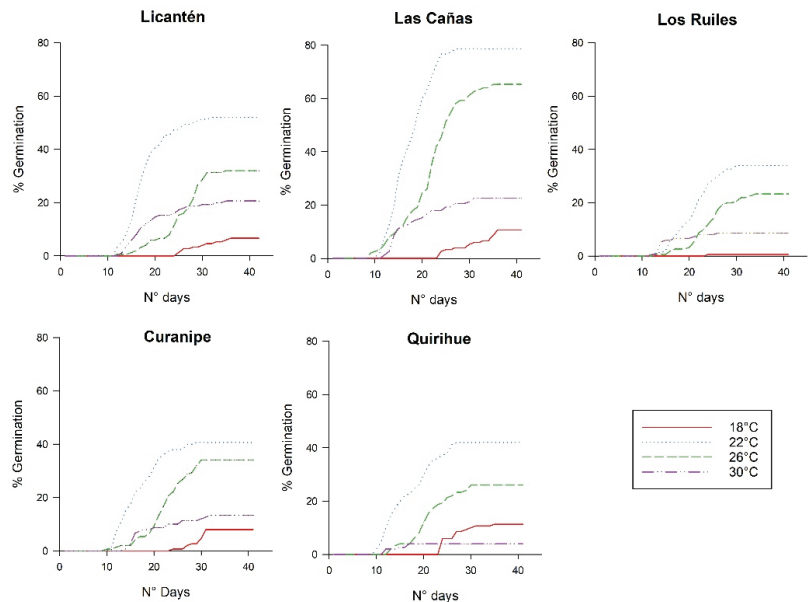 Licantén
80
60
40
20
0
% Germination
0 10 20 30 40
N° days
Las Cañas
80
60
40
20
0
% Germination
0 10 20 30 40
N° days
Los Ruiles
80
60
40
20
0
% Germination
0 10 20 30 40
N° days
Curanipe
80
60
40
20
0
% Germination
0 10 20 30 40
N° Days
Quirihue
80
60
40
20
0
% Germination
0 10 20 30 40
N° days
18°C
22°C
26°C
30°C